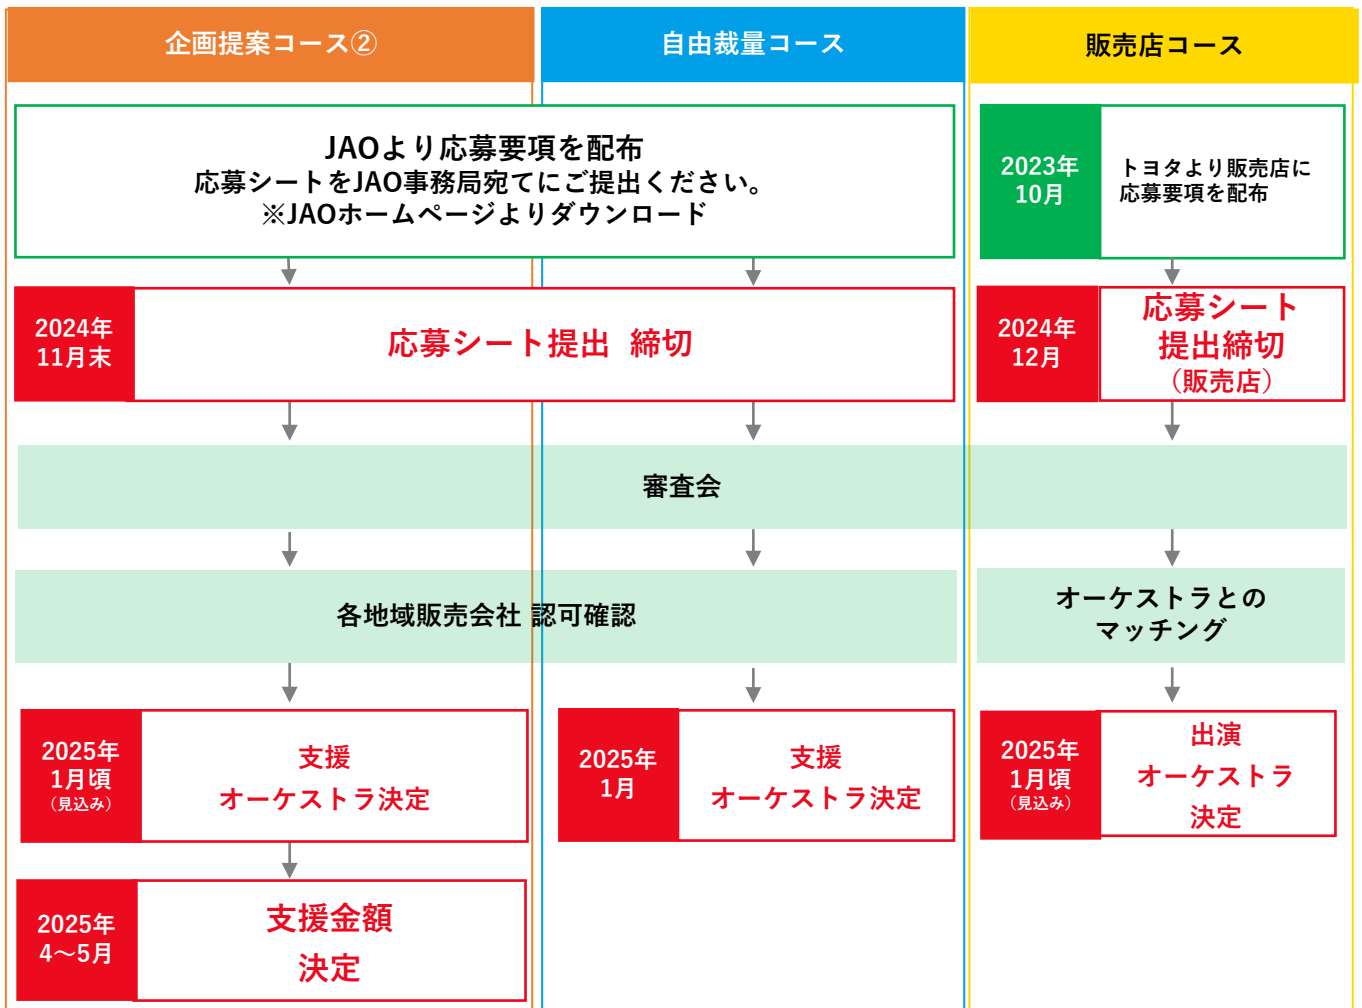 企画提案コース②
自由裁量コース
販売店コース
JAOより応募要項を配布
応募シートをJAO事務局宛てにご提出ください。
※JAOホームページよりダウンロード
2023年
10月
トヨタより販売店に
応募要項を配布
2024年
11月末
応募シート提出 締切
2024年
12月
応募シート
提出締切
（販売店）
審査会
各地域販売会社 認可確認
オーケストラとの
マッチング
2025年
1月頃
（見込み）
支援
オーケストラ決定
2025年
1月
支援
オーケストラ決定
2025年
1月頃
（見込み）
出演
オーケストラ
決定
2025年
4～5月
支援金額
決定